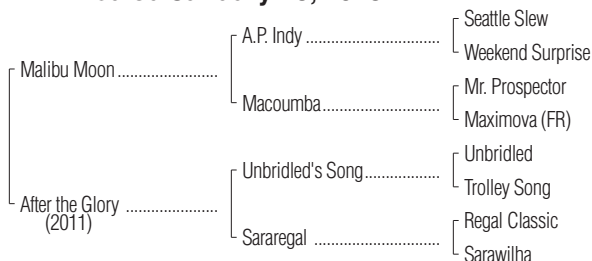 Seattle Slew
A.P. Indy ................................
Weekend Surprise
Malibu Moon .......................
Mr. Prospector
Macoumba ............................
Maximova (FR)
Unbridled
Unbridled's Song ..................
Trolley Song
After the Glory .....................
(2011)
Regal Classic
Sararegal .............................
Sarawilha